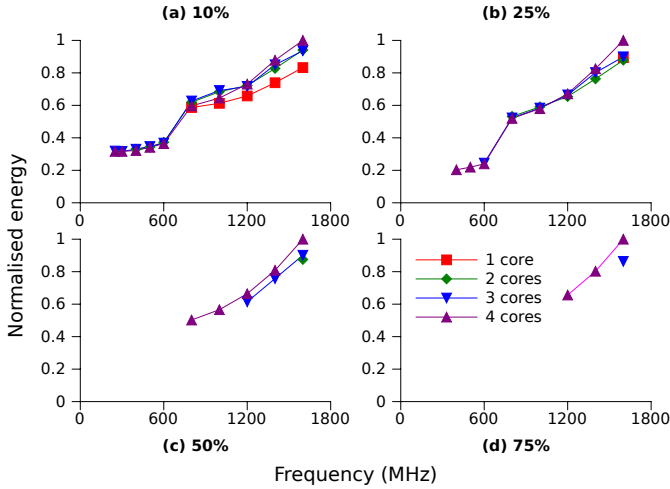 (a) 10%
(b) 25%
Normalised energy
1
0.8
0.6
0.4
0.2
0
0 600 1200 1800
1
0.8
0.6
0.4
0.2
0
0 600 1200 1800
1
0.8
0.6
0.4
0.2
0
0 600 1200 1800
1
0.8
0.6
0.4
0.2
0
0 600 1200 1800
1 core
2 cores
3 cores
4 cores
(c) 50%
(d) 75%
Frequency (MHz)